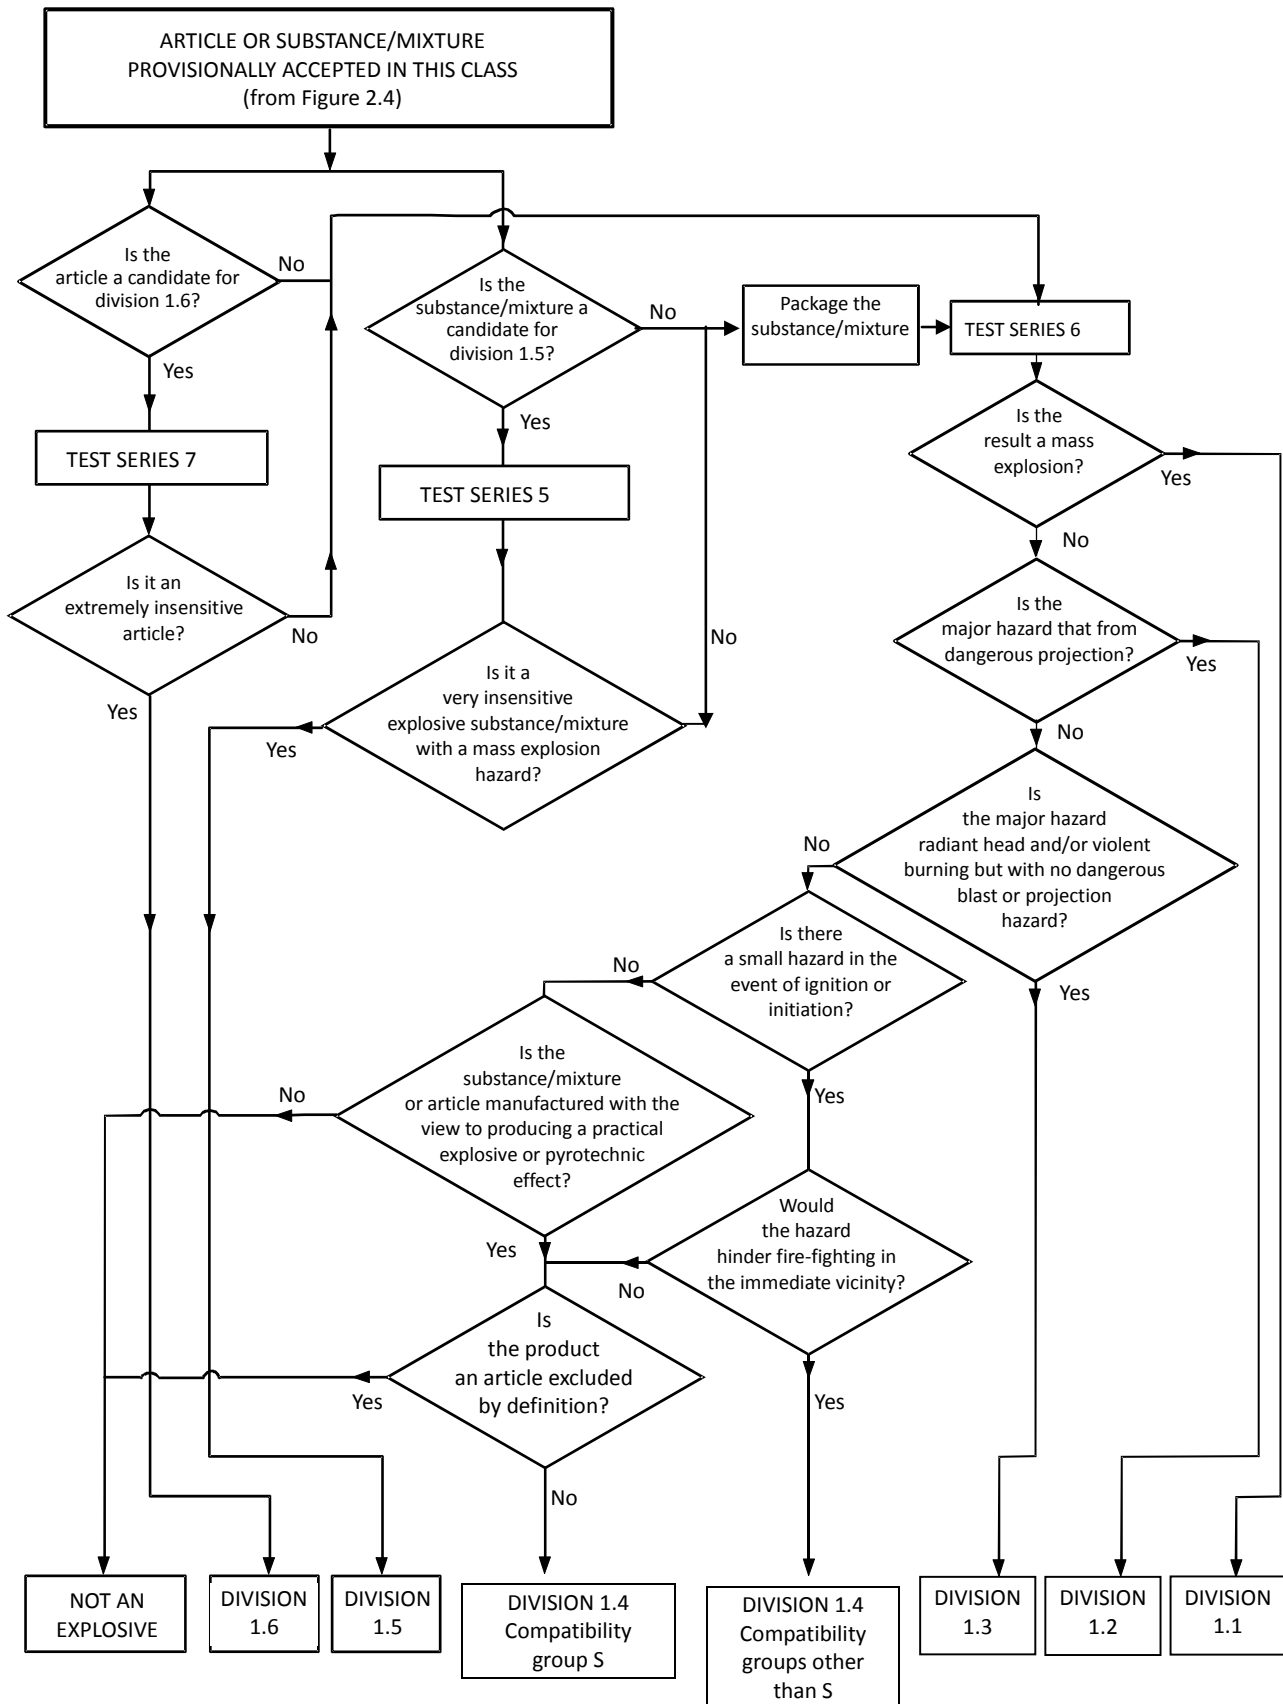 ARTICLE OR SUBSTANCE/MIXTURE
PROVISIONALLY ACCEPTED IN THIS CLASS
(from Figure 2.4)
Is the
article a candidate for
division 1.6?
No
Yes
TEST SERIES 7
Is it an
extremely insensitive
article?
No
Yes
Is the
substance/mixture a
candidate for
division 1.5?
No
Yes
TEST SERIES 5
Is it a
very insensitive
explosive substance/mixture
with a mass explosion
hazard?
No
Yes
Package the
substance/mixture
TEST SERIES 6
Is the
result a mass
explosion?
Yes
No
Is the
major hazard that from
dangerous projection?
Yes
No
Is
the major hazard
radiant head and/or violent
burning but with no dangerous
blast or projection
hazard?
No
Yes
Is there
a small hazard in the
event of ignition or
initiation?
No
Yes
Is the
substance/mixture
or article manufactured with the
view to producing a practical
explosive or pyrotechnic
effect?
No
Yes
Would
the hazard
hinder fire-fighting in
the immediate vicinity?
No
Yes
Is
the product
an article excluded
by definition?
Yes
No
NOT AN
EXPLOSIVE
DIVISION
1.6
DIVISION
1.5
DIVISION 1.4
Compatibility
group S
DIVISION 1.4
Compatibility
groups other
than S
DIVISION
1.3
DIVISION
1.2
DIVISION
1.1